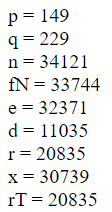 p = 149
q = 229
n = 34121
fN = 33744
e = 32371
d = 11035
r = 20835
x = 30739
rT = 20835